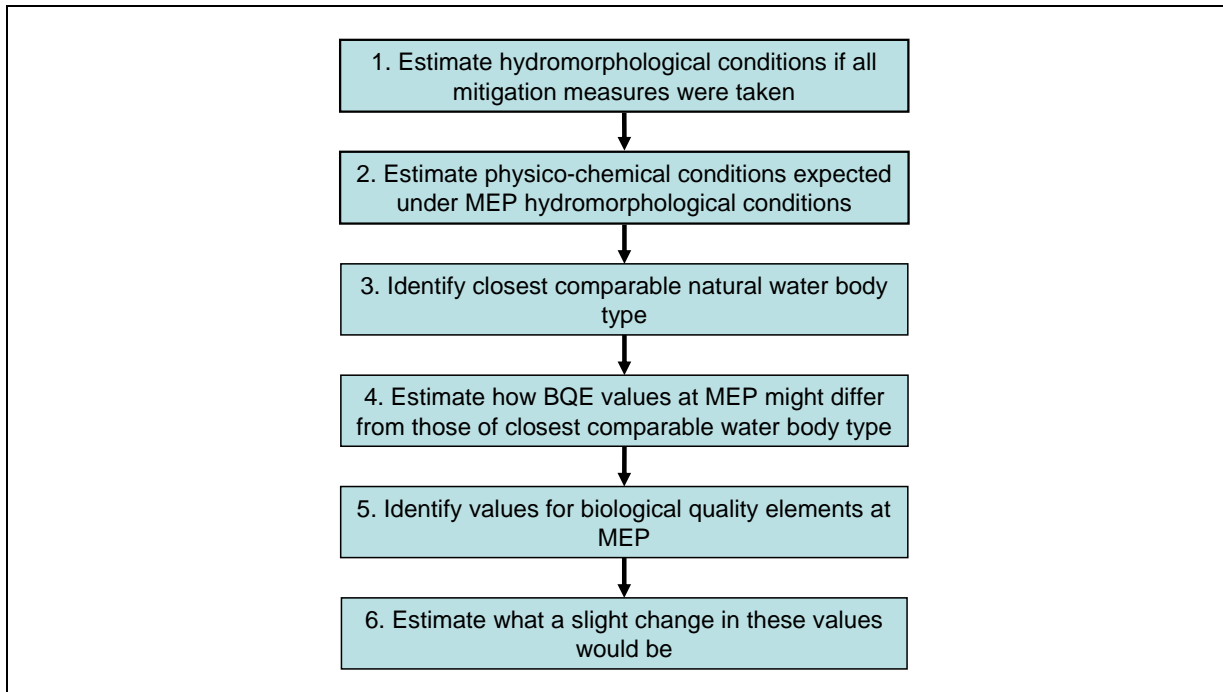 1. Estimate hydromorphological conditions if all
mitigation measures were taken
2. Estimate physico-chemical conditions expected
under MEP hydromorphological conditions
3. Identify closest comparable natural water body
type
4. Estimate how BQE values at MEP might differ
from those of closest comparable water body type
5. Identify values for biological quality elements at
MEP
6. Estimate what a slight change in these values
would be